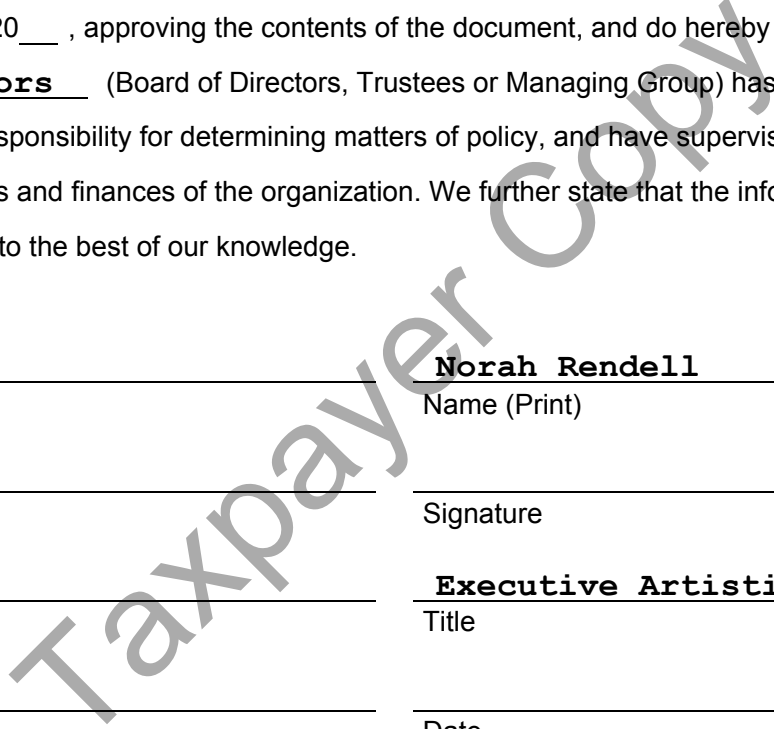 20___ , approving the contents of the document, and do hereby
ors (Board of Directors, Trustees or Managing Group) has
sponsibility for determining matters of policy, and have supervis
s and finances of the organization. We further state that the info
to the best of our knowledge.
Norah Rendell
Name (Print)
Signature
Executive Artisti
Title
Date
Taxpayer Copy